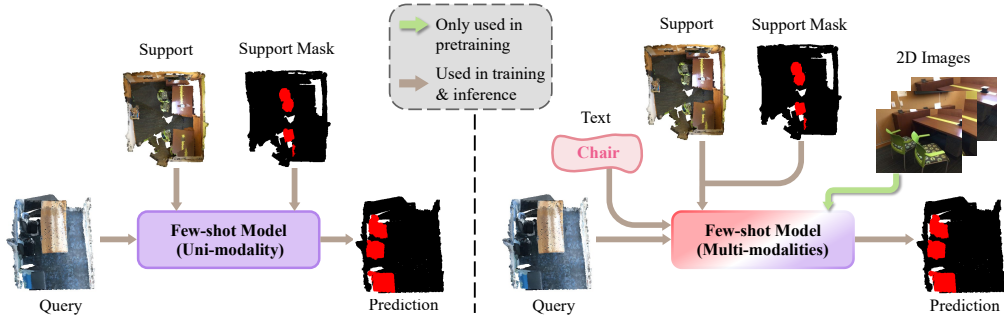 Support
Support Mask
Few-shot Model
(Uni-modality)
Query
Prediction
Only used in
pretraining
Used in training
& inference
Support
Support Mask
2D Images
Text
Chair
Few-shot Model
(Multi-modalities)
Query
Prediction